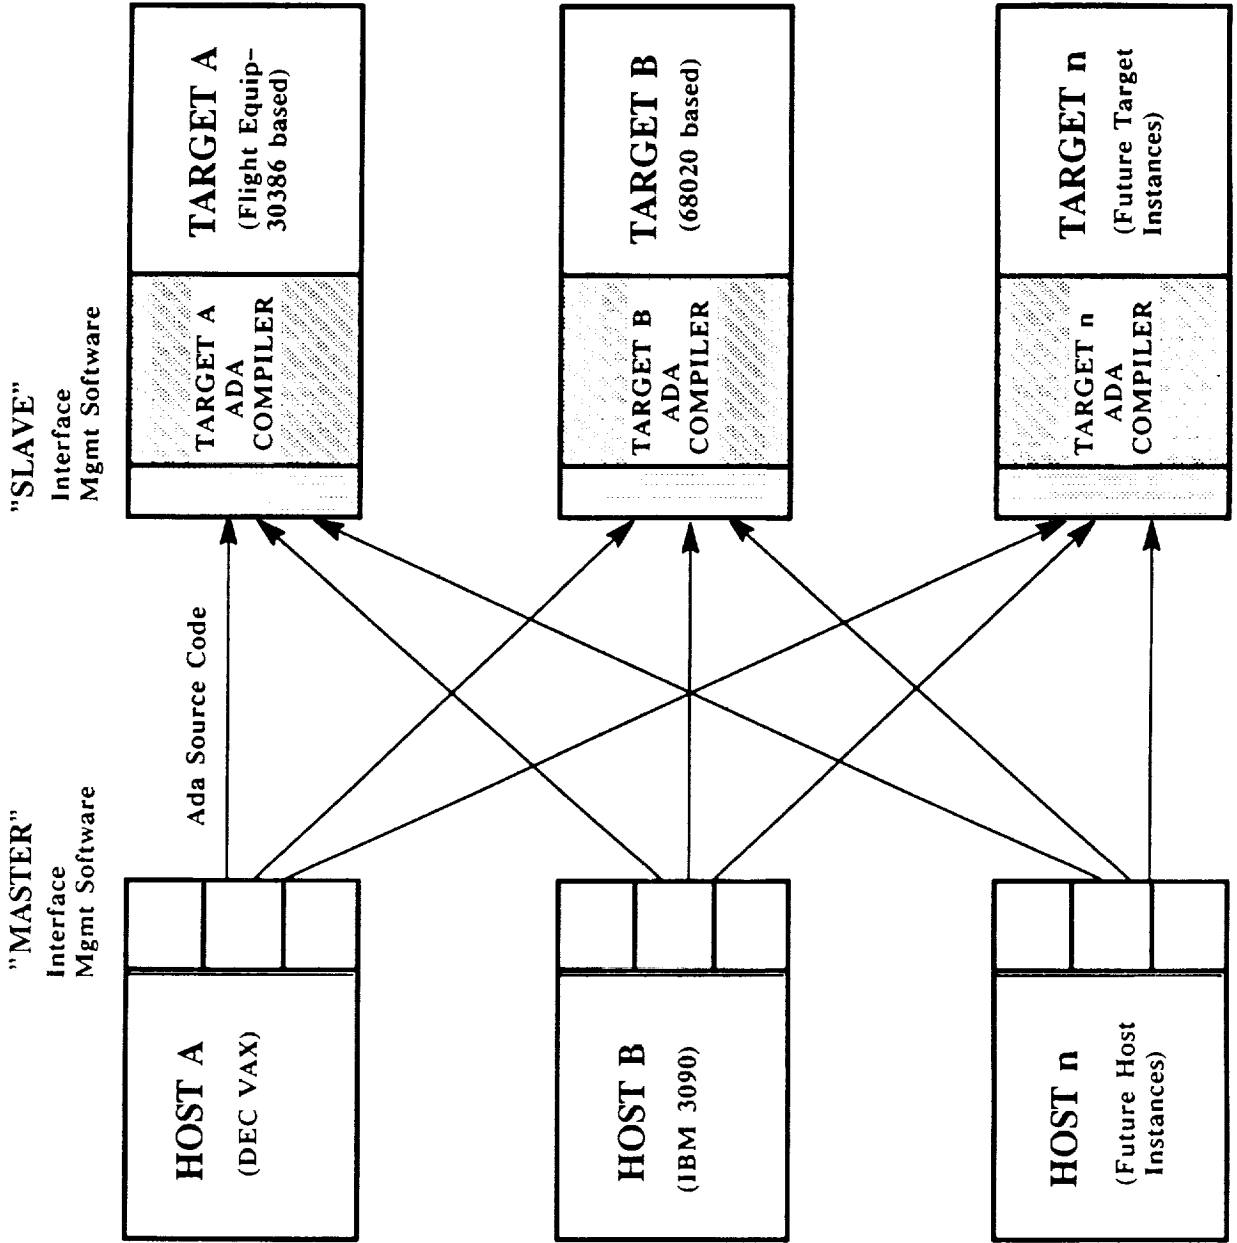 "MASTER"
Interface
Mgmt Software
"SLAVE"
Interface
Mgmt Software
HOST A
(DEC VAX)
Ada Source Code
TARGET A
ADA
COMPILER
TARGET A
(Flight Equip-
30386 based)
HOST B
(IBM 3090)
TARGET B
ADA
COMPILER
TARGET B
(68020 based)
HOST n
(Future Host
Instances)
TARGET n
ADA
COMPILER
TARGET n
(Future Target
Instances)